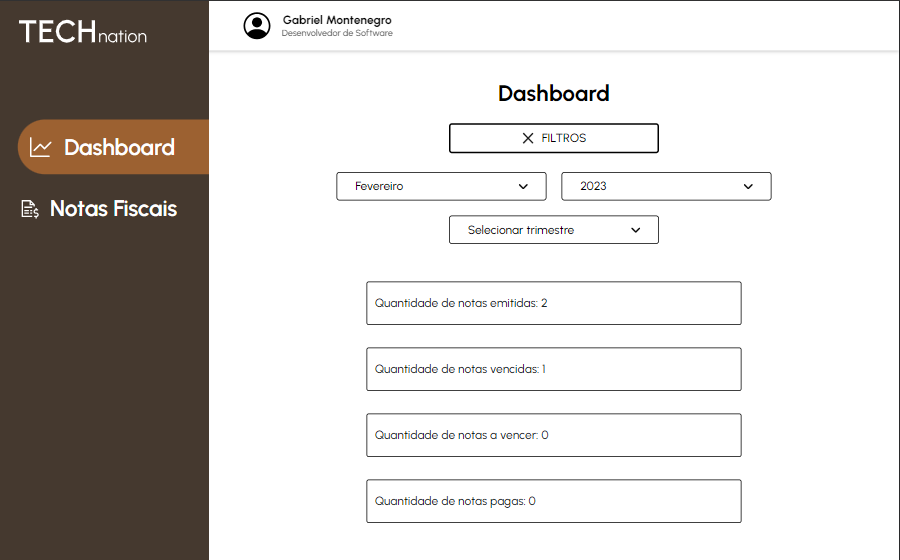 TECHnation
Gabriel Montenegro
Desenvolvedor de Software
Dashboard
Notas Fiscais
Dashboard
FILTROS
Fevereiro
2023
Selecionar trimestre
Quantidade de notas emitidas: 2
Quantidade de notas vencidas: 1
Quantidade de notas a vencer: 0
Quantidade de notas pagas: 0